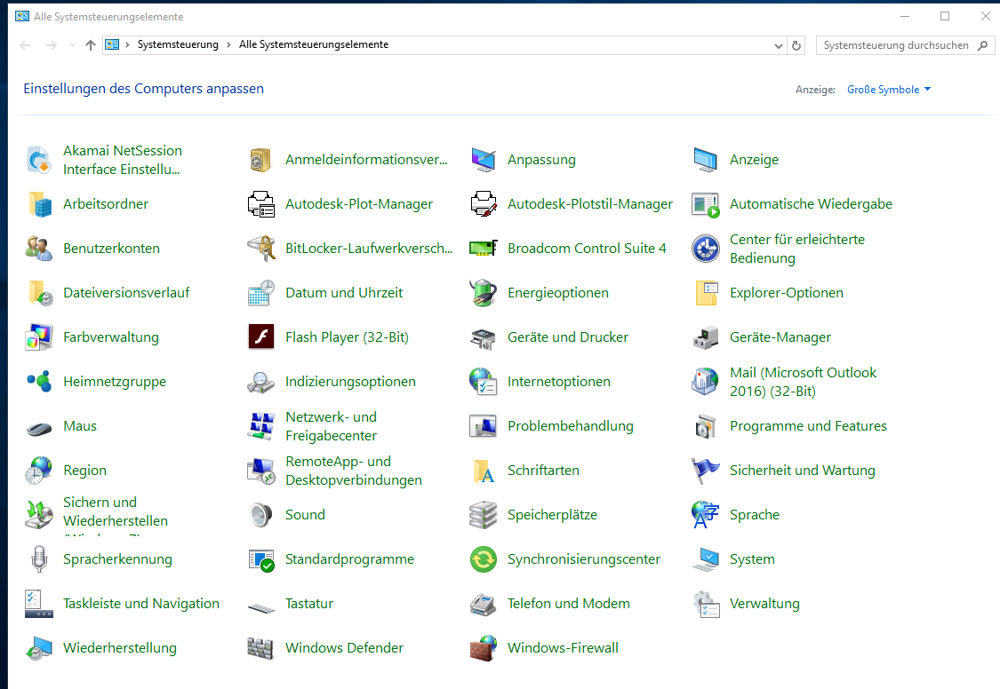 Alle Systemsteuerungselemente
Systemsteuerung > Alle Systemsteuerungselemente
Systemsteuerung durchsuchen
Einstellungen des Computers anpassen
Anzeige: Große Symbole
Akamai NetSession
Interface Einstellu...
Anmeldeinformationsver...
Anpassung
Anzeige
Arbeitsordner
Autodesk-Plot-Manager
Autodesk-Plotstil-Manager
Automatische Wiedergabe
Benutzerkonten
BitLocker-Laufwerkversch...
Broadcom Control Suite 4
Center für erleichterte
Bedienung
Dateiversionsverlauf
Datum und Uhrzeit
Energieoptionen
Explorer-Optionen
Farbverwaltung
Flash Player (32-Bit)
Geräte und Drucker
Geräte-Manager
Heimnetzgruppe
Indizierungsoptionen
Internetoptionen
Mail (Microsoft Outlook
2016) (32-Bit)
Maus
Netzwerk- und
Freigabecenter
Problembehandlung
Programme und Features
Region
RemoteApp- und
Desktopverbindungen
Schriftarten
Sicherheit und Wartung
Sichern und
Wiederherstellen
Sound
Speicherplätze
Sprache
Spracherkennung
Standardprogramme
Synchronisierungscenter
System
Taskleiste und Navigation
Tastatur
Telefon und Modem
Verwaltung
Wiederherstellung
Windows Defender
Windows-Firewall